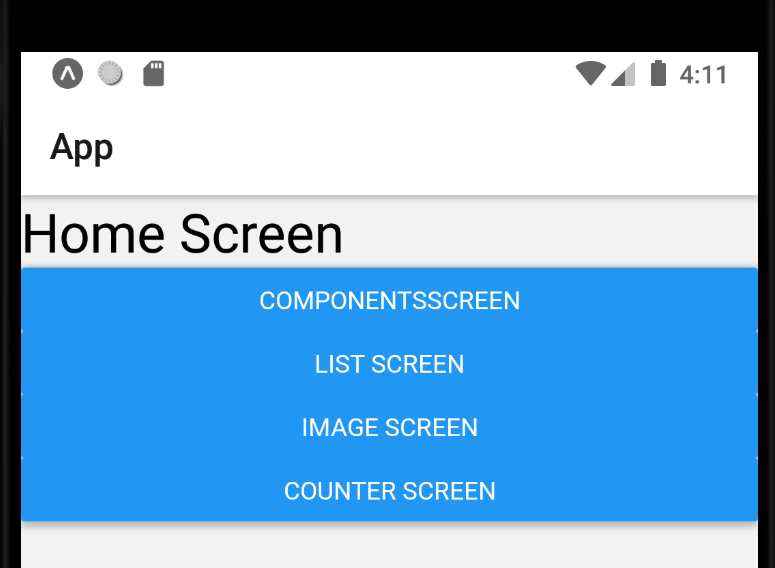 4:11
App
Home Screen
COMPONENTSSCREEN
LIST SCREEN
IMAGE SCREEN
COUNTER SCREEN